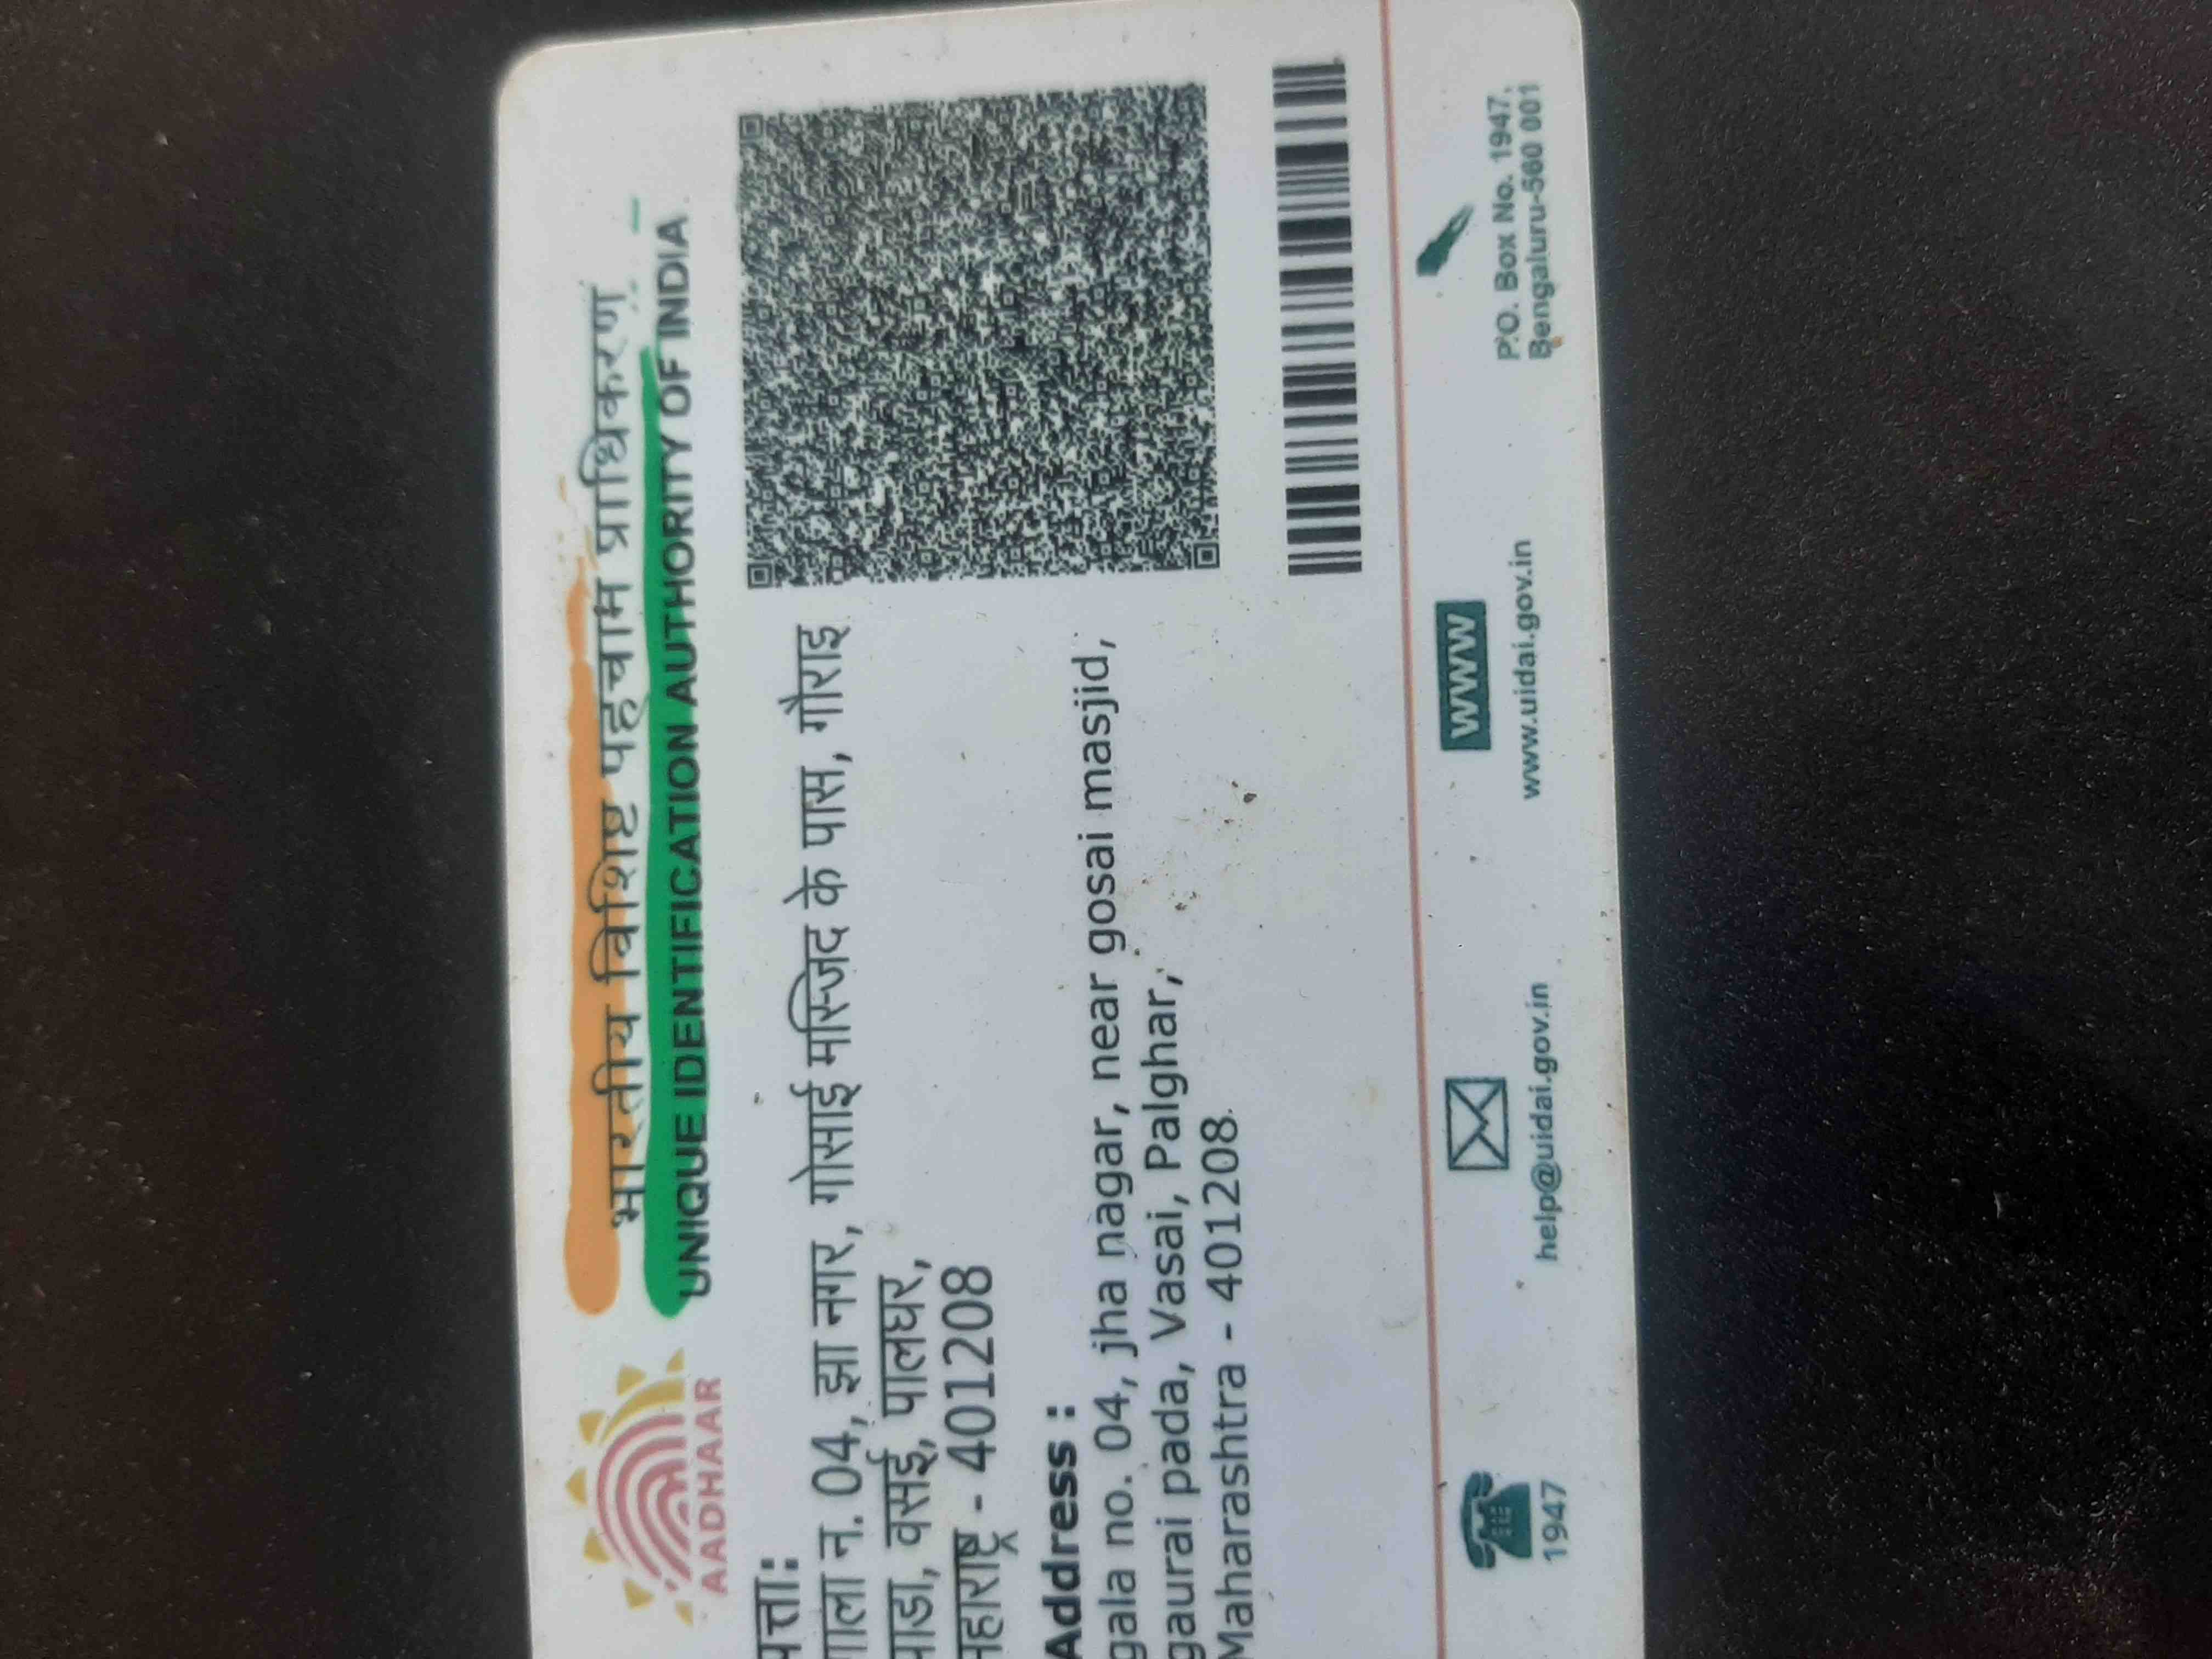 भारतीय विशिष्ट पहचान प्राधिकरण
UNIQUE IDENTIFICATION AUTHORITY OF INDIA
AADHAAR
पत्ता:
गाला न. 04, झा नगर, गोसाई मस्जिद के पास, गौराइ
पाडा, वसई, पालघर,
महाराष्ट्र - 401208
Address :
gala no. 04, jha nagar, near gosai masjid,
gaurai pada, Vasai, Palghar,
Maharashtra - 401208
1947
help@uidai.gov.in
www
www.uidai.gov.in
P.O. Box No. 1947,
Bengaluru-560 001